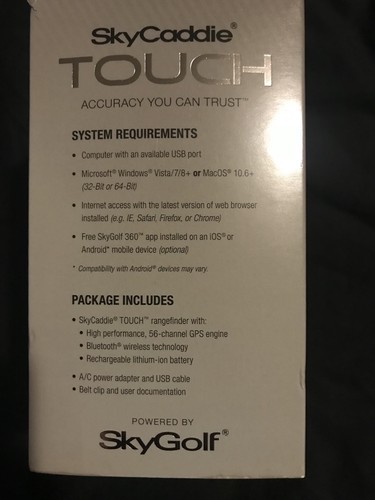 SkyCaddie®
TOUCH
ACCURACY YOU CAN TRUST™
SYSTEM REQUIREMENTS
• Computer with an available USB port
• Microsoft® Windows® Vista/7/8+ or MacOS® 10.6+
(32-Bit or 64-Bit)
• Internet access with the latest version of web browser
installed (e.g. IE, Safari, Firefox, or Chrome)
• Free SkyGolf 360™ app installed on an IOS® or
Android* mobile device (optional)
* Compatibility with Android® devices may vary.
PACKAGE INCLUDES
• SkyCaddie® TOUCH™ rangefinder with:
• High performance, 56-channel GPS engine
• Bluetooth® wireless technology
• Rechargeable lithium-ion battery
• A/C power adapter and USB cable
• Belt clip and user documentation
POWERED BY
SkyGolf®